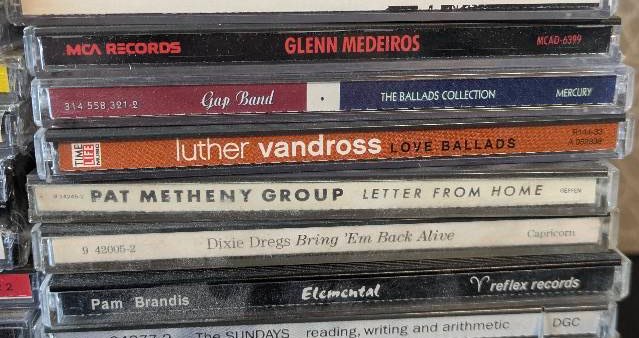 MCA RECORDS GLENN MEDEIROS MCAD-6399
314 558 321-2 Gap Band THE BALLADS COLLECTION MERCURY
TIME LIFE luther vandross LOVE BALLADS
PAT METHENY GROUP LETTER FROM HOME GEFFEN
9 42005-2 Dixie Dregs Bring 'Em Back Alive Capricorn
Pam Brandis Elemental reflex records
The SUNDAYS reading, writing and arithmetic DGC